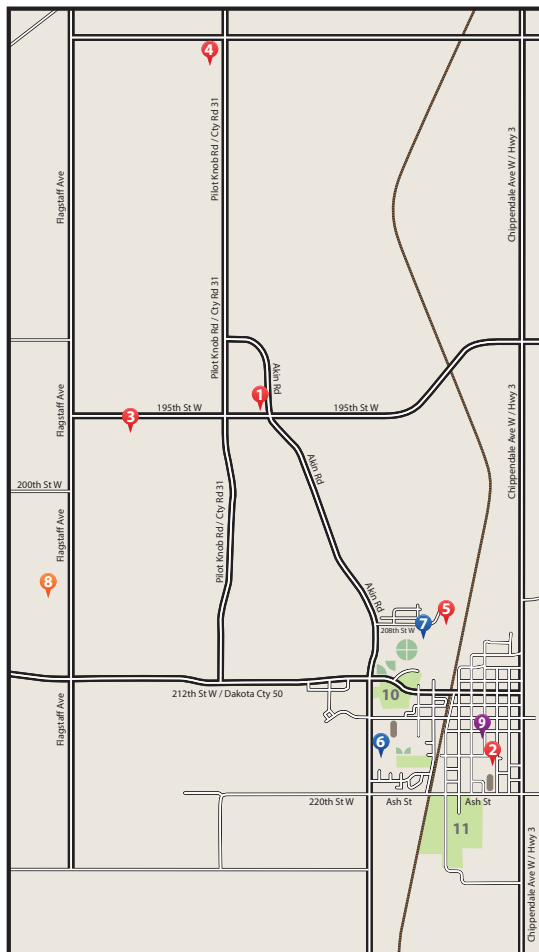 4
Pilot Knob Rd / Cty Rd 31
Flagstaff Ave
Chippendale Ave W / Hwy 3
Pilot Knob Rd / Cty Rd 31
Akin Rd
1
Flagstaff Ave
195th St W
195th St W
3
Chippendale Ave W / Hwy 3
Akin Rd
200th St W
Flagstaff Ave
Pilot Knob Rd / Cty Rd 31
8
Akin Rd
5
7
208th St W
212th St W / Dakota Cty 50
10
Flagstaff Ave
9
6
2
220th St W
Ash St
Ash St
11
Chippendale Ave W / Hwy 3